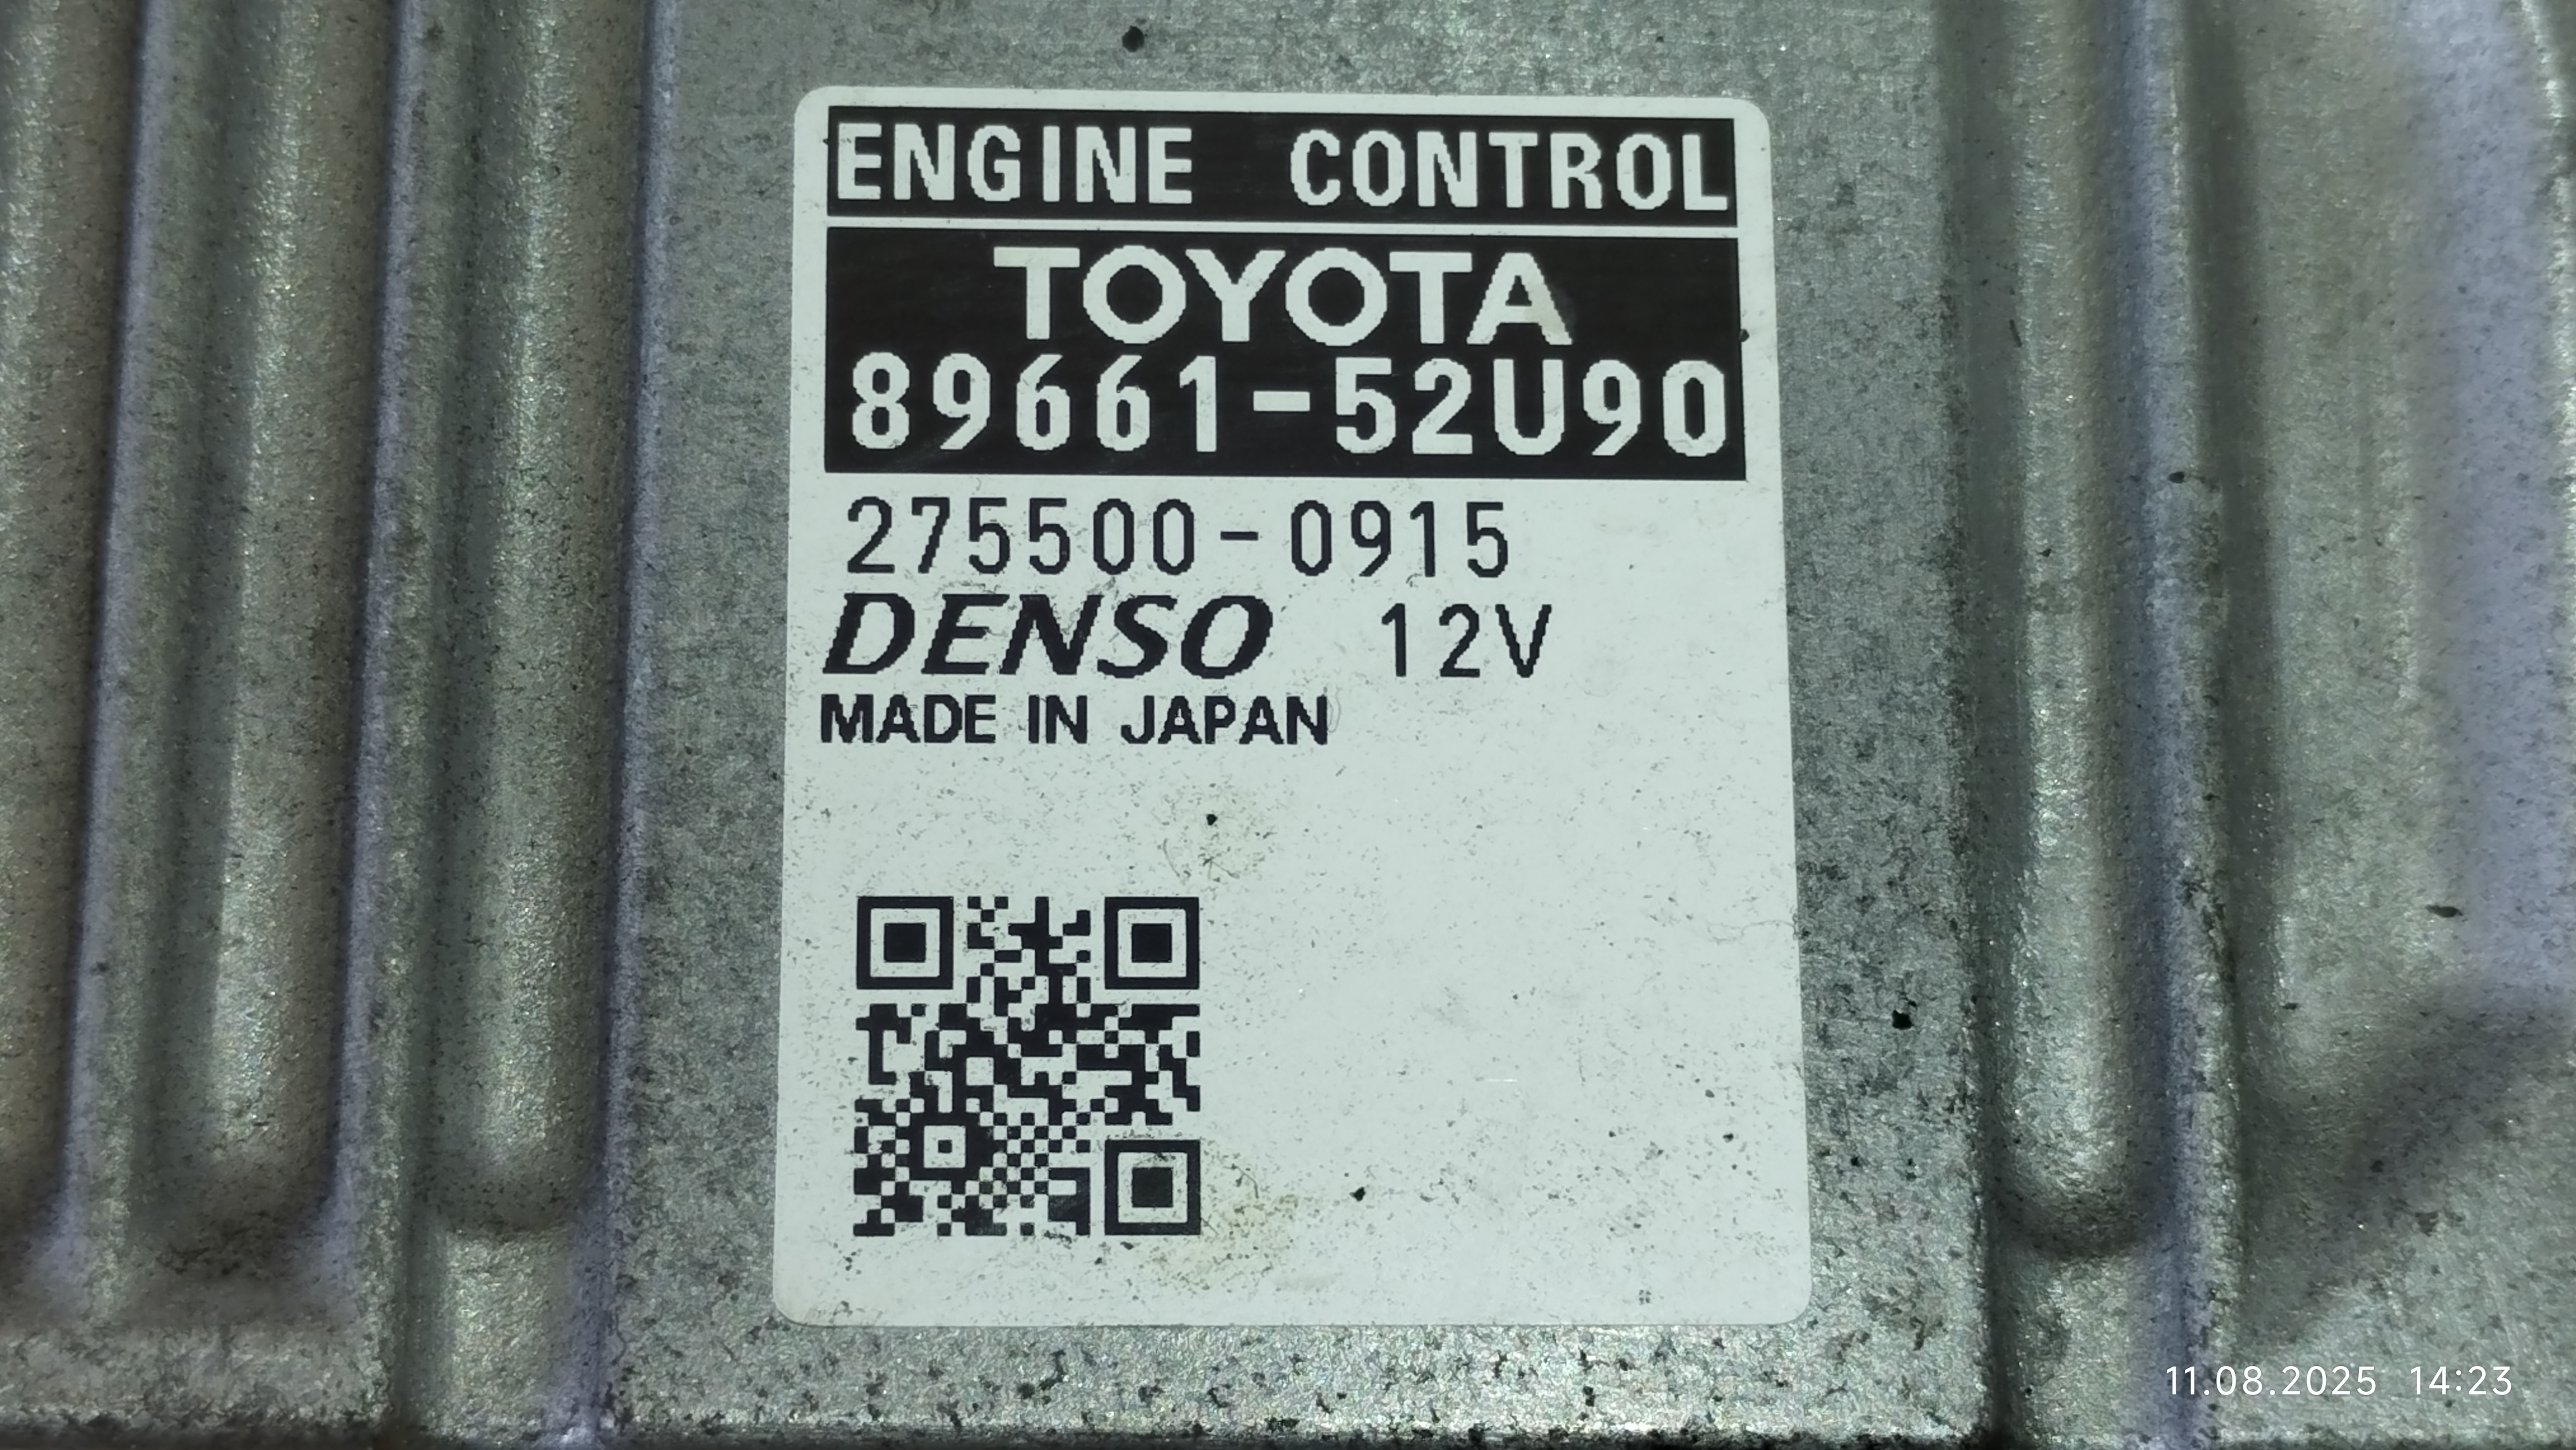 ENGINE CONTROL
TOYOTA
89661-52U90
275500-0915
DENSO 12V
MADE IN JAPAN
11.08.2025 14:23